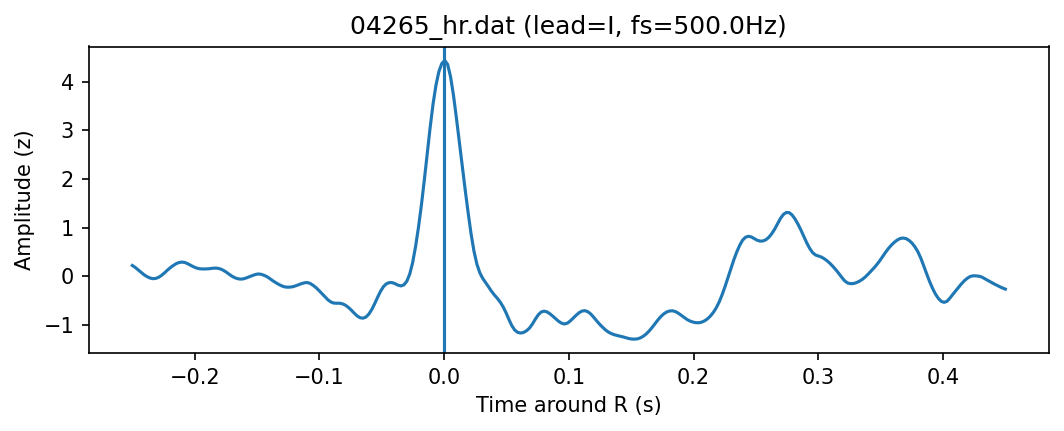 04265_hr.dat (lead=I, fs=500.0Hz)
Amplitude (z)
4
3
2
1
0
−1
−0.2 −0.1 0.0 0.1 0.2 0.3 0.4
Time around R (s)